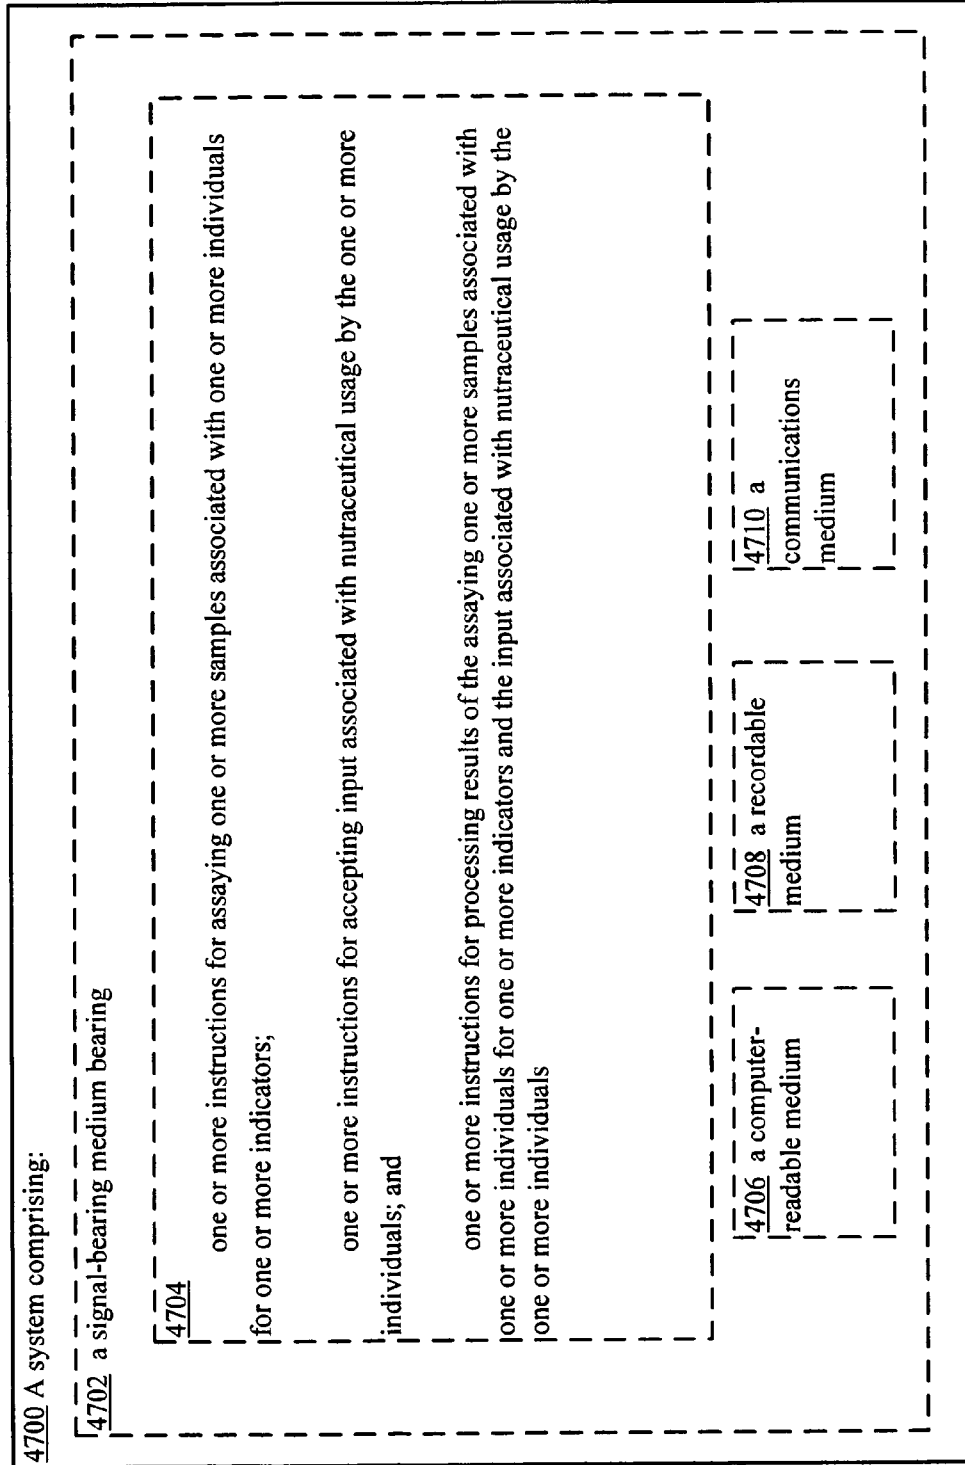 4700 A system comprising:
4702 a signal-bearing medium bearing
4704
one or more instructions for assaying one or more samples associated with one or more individuals
for one or more indicators;
one or more instructions for accepting input associated with nutraceutical usage by the one or more
individuals; and
one or more instructions for processing results of the assaying one or more samples associated with
one or more individuals for one or more indicators and the input associated with nutraceutical usage by the
one or more individuals
4706 a computer-
readable medium
4708 a recordable
medium
4710 a
communications
medium